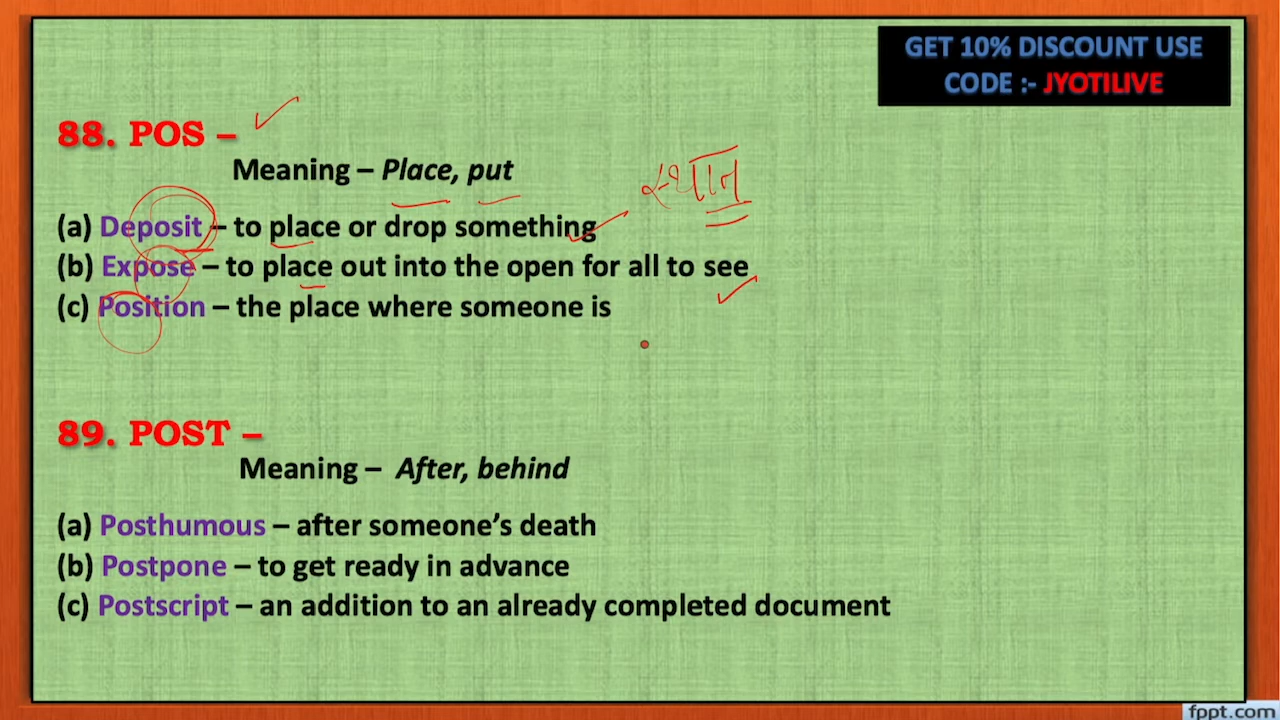 GET 10% DISCOUNT USE
CODE :- JYOTILIVE
88. POS –
Meaning – Place, put
स्थान
(a) Deposit – to place or drop something
(b) Expose – to place out into the open for all to see
(c) Position – the place where someone is
89. POST –
Meaning – After, behind
(a) Posthumous – after someone's death
(b) Postpone – to get ready in advance
(c) Postscript – an addition to an already completed document
fppt.com